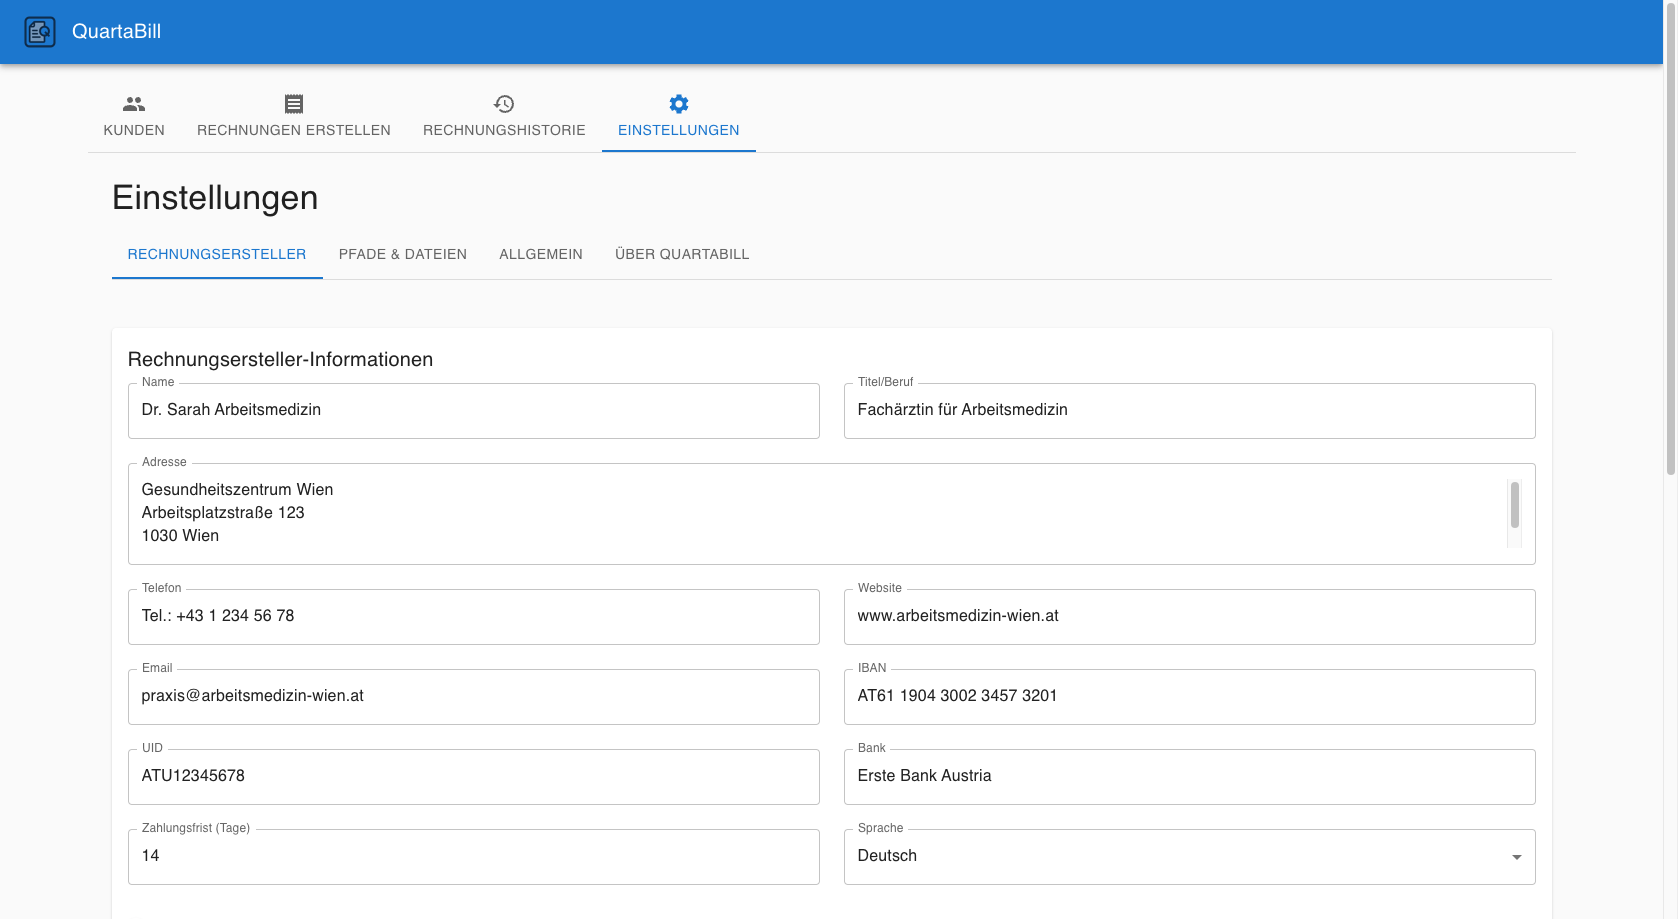 QuartaBill
KUNDEN
RECHNUNGEN ERSTELLEN
RECHNUNGSHISTORIE
EINSTELLUNGEN
Einstellungen
RECHNUNGSERSTELLER
PFADE & DATEIEN
ALLGEMEIN
ÜBER QUARTABILL
Rechnungsersteller-Informationen
Name
Dr. Sarah Arbeitsmedizin
Titel/Beruf
Fachärztin für Arbeitsmedizin
Adresse
Gesundheitszentrum Wien
Arbeitsplatzstraße 123
1030 Wien
Telefon
Tel.: +43 1 234 56 78
Website
www.arbeitsmedizin-wien.at
Email
praxis@arbeitsmedizin-wien.at
IBAN
AT61 1904 3002 3457 3201
UID
ATU12345678
Bank
Erste Bank Austria
Zahlungsfrist (Tage)
14
Sprache
Deutsch